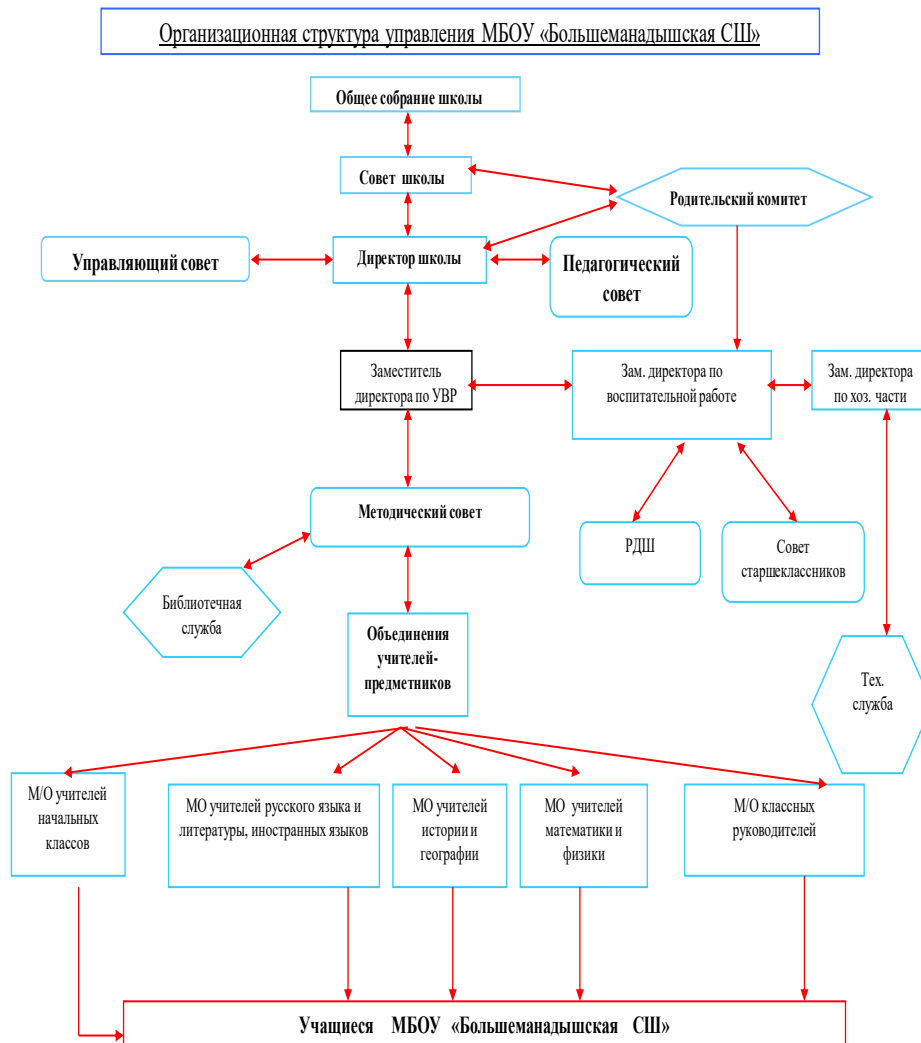 Организационная структура управления МБОУ «Большеманадышская СШ»
Общее собрание школы
Совет школы
Родительский комитет
Управляющий совет
Директор школы
Педагогический
совет
Заместитель
директора по УВР
Зам. директора по
воспитательной работе
Зам. директора
по хоз. части
Методический совет
РДШ
Совет
старшеклассников
Библиотечная
служба
Объединения
учителей-
предметников
Тех.
служба
М/О учителей
начальных
классов
МО учителей русского языка и
литературы, иностранных языков
МО учителей
истории и
географии
МО учителей
математики и
физики
М/О классных
руководителей
Учащиеся МБОУ «Большеманадышская СШ»